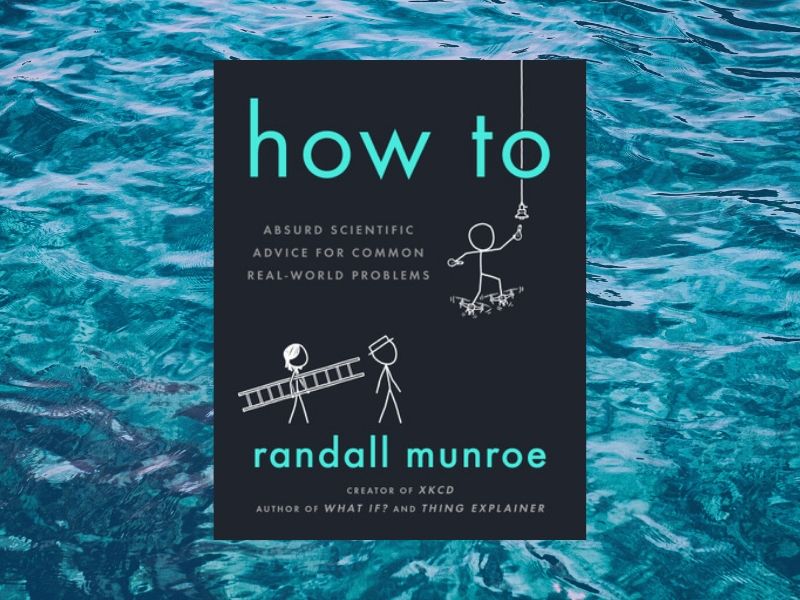 how to
ABSURD SCIENTIFIC
ADVICE FOR COMMON
REAL-WORLD PROBLEMS
randall munroe
CREATOR OF XKCD
AUTHOR OF WHAT IF? AND THING EXPLAINER